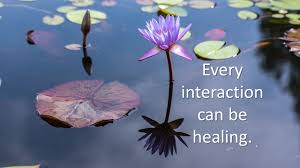 Every
interaction
can be
healing.